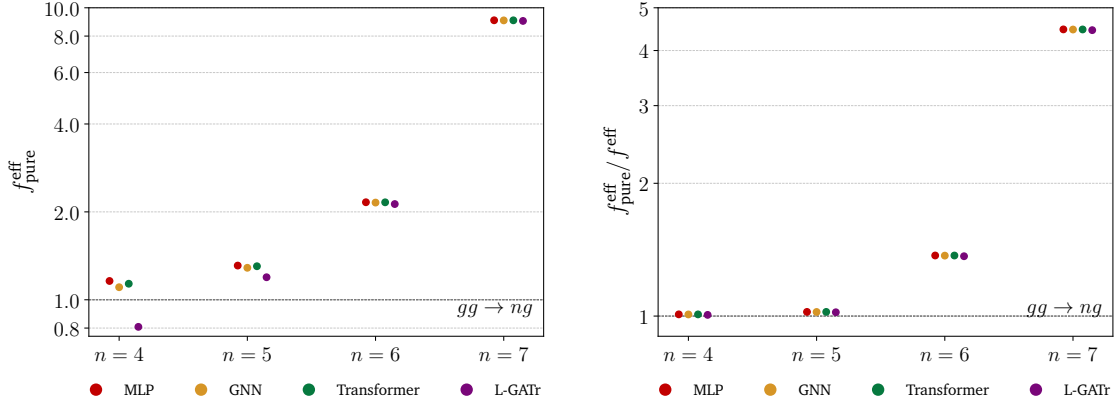 10.0
8.0
6.0
4.0
2.0
1.0
0.8
f^eff_pure
gg → ng
n = 4 n = 5 n = 6 n = 7
MLP GNN Transformer L-GATr
5
4
3
2
1
f^eff_pure / f^eff
gg → ng
n = 4 n = 5 n = 6 n = 7
MLP GNN Transformer L-GATr